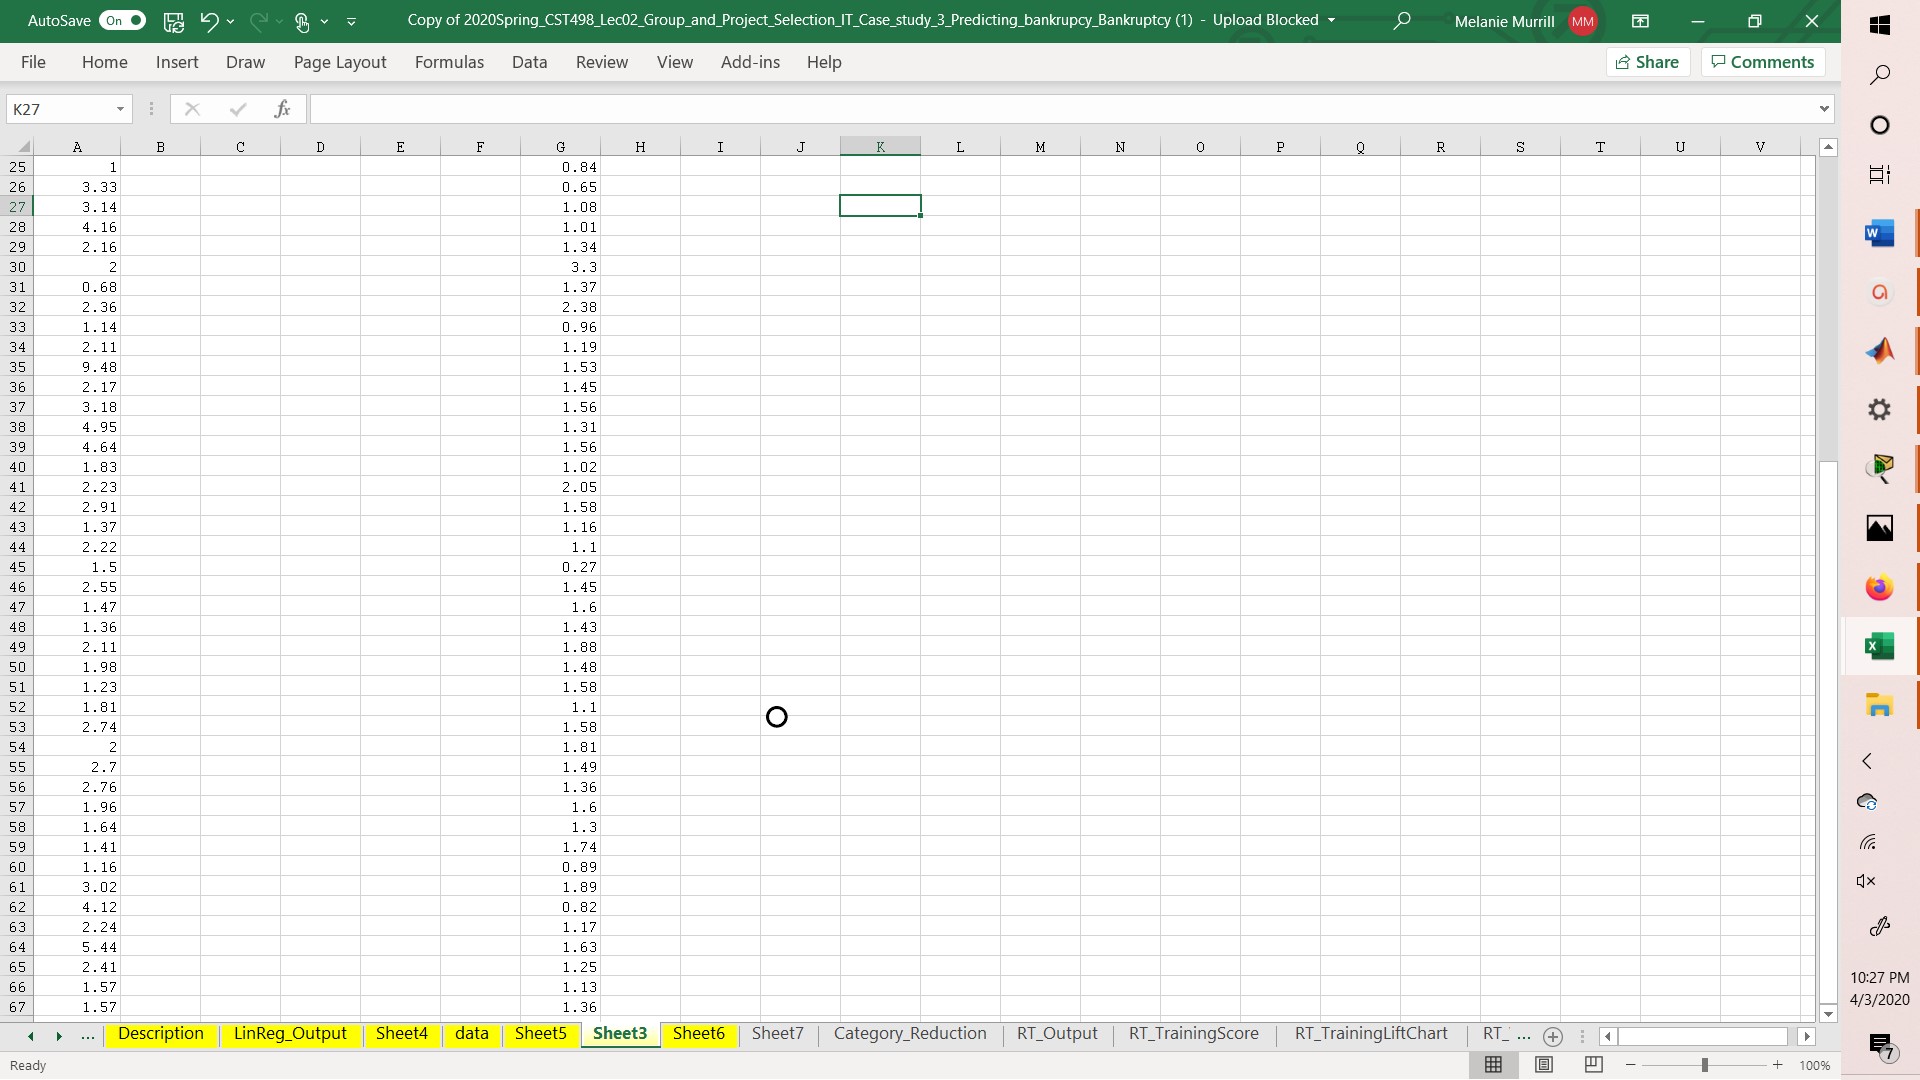 AutoSave On Copy of 2020Spring_CST498_Lec02_Group_and_Project_Selection_IT_Case_study_3_Predicting_bankrupcy_Bankruptcy (1) - Upload Blocked Melanie Murrill MM
File Home Insert Draw Page Layout Formulas Data Review View Add-ins Help Share Comments
K27 fx
A B C D E F G H I J K L M N O P Q R S T U V
25 1 0.84
26 3.33 0.65
27 3.14 1.08
28 4.16 1.01
29 2.16 1.34
30 2 3.3
31 0.68 1.37
32 2.36 2.38
33 1.14 0.96
34 2.11 1.19
35 9.48 1.53
36 2.17 1.45
37 3.18 1.56
38 4.95 1.31
39 4.64 1.56
40 1.83 1.02
41 2.23 2.05
42 2.91 1.58
43 1.37 1.16
44 2.22 1.1
45 1.5 0.27
46 2.55 1.45
47 1.47 1.6
48 1.36 1.43
49 2.11 1.88
50 1.98 1.48
51 1.23 1.58
52 1.81 1.1
53 2.74 1.58
54 2 1.81
55 2.7 1.49
56 2.76 1.36
57 1.96 1.6
58 1.64 1.3
59 1.41 1.74
60 1.16 0.89
61 3.02 1.89
62 4.12 0.82
63 2.24 1.17
64 5.44 1.63
65 2.41 1.25
66 1.57 1.13
67 1.57 1.36
10:27 PM
4/3/2020
... Description LinReg_Output Sheet4 data Sheet5 Sheet3 Sheet6 Sheet7 Category_Reduction RT_Output RT_TrainingScore RT_TrainingLiftChart RT_ ...
Ready 100%
7